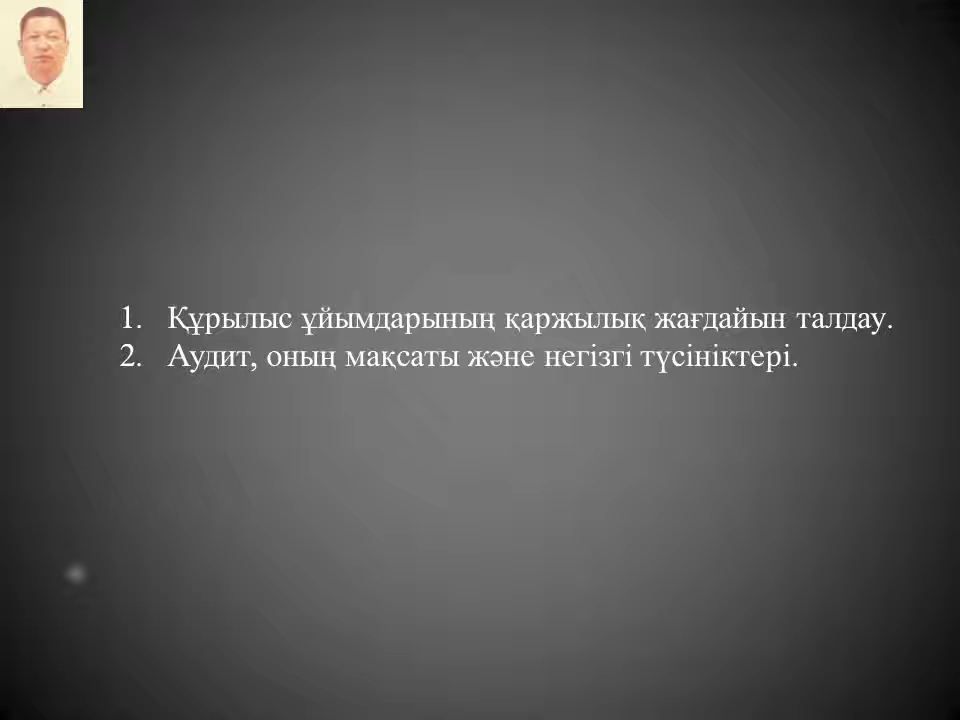 1. Құрылыс ұйымдарының қаржылық жағдайын талдау.
2. Аудит, оның мақсаты және негізгі түсініктері.